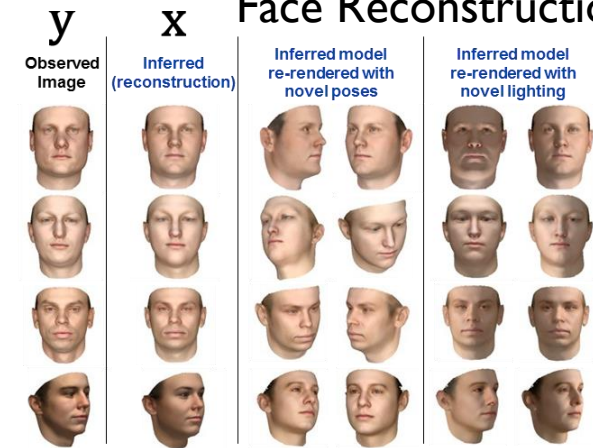 y
x
Face Reconstructio
Observed
Image
Inferred
(reconstruction)
Inferred model
re-rendered with
novel poses
Inferred model
re-rendered with
novel lighting